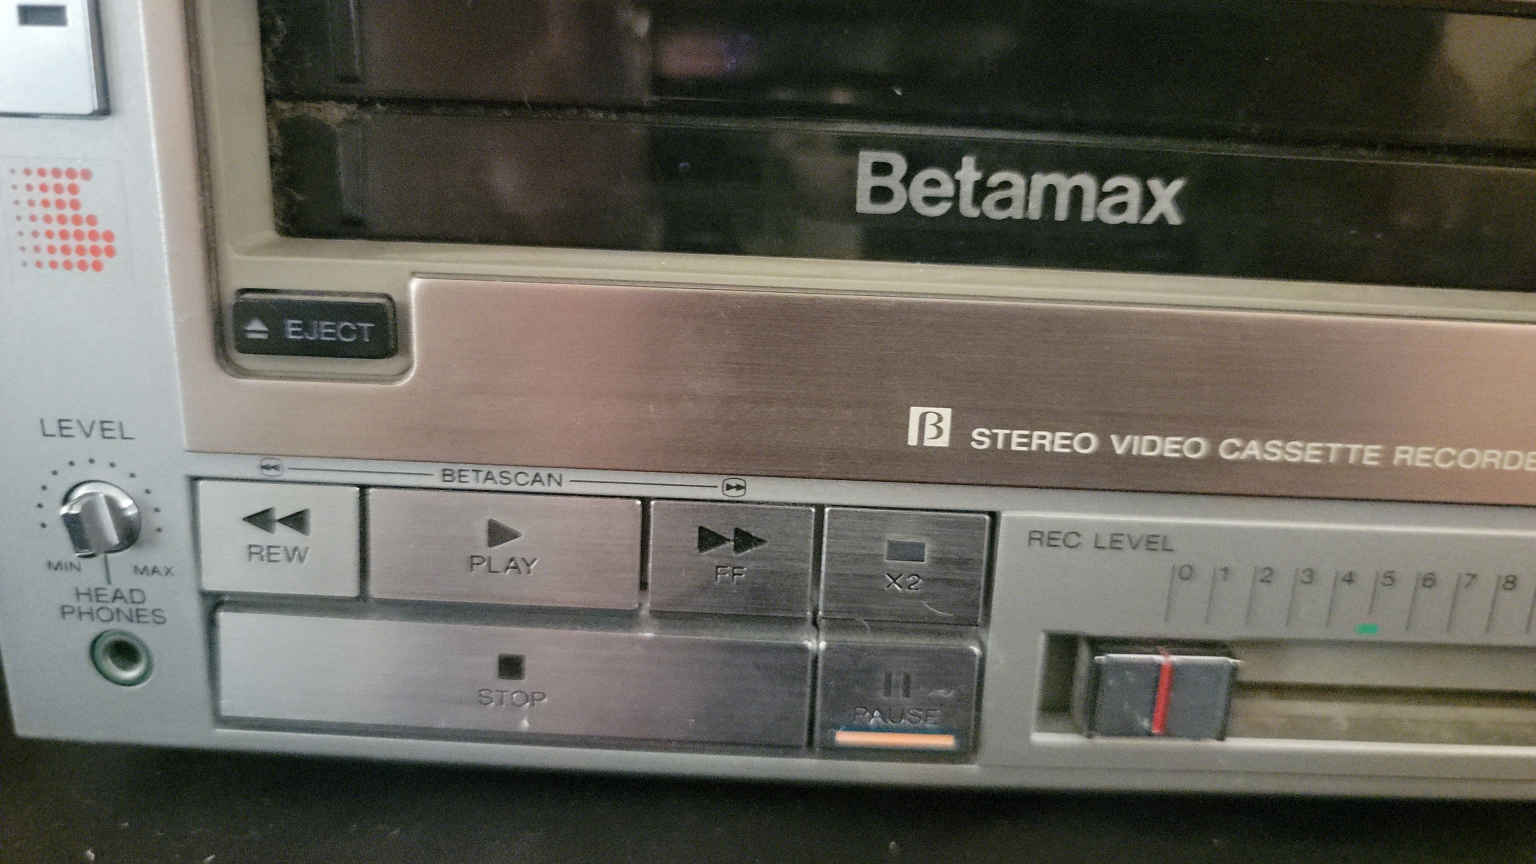 Betamax
EJECT
β STEREO VIDEO CASSETTE RECORDE
LEVEL
BETASCAN
REW
PLAY
FF
X2
REC LEVEL
0 1 2 3 4 5 6 7 8
MIN MAX
HEAD
PHONES
STOP
PAUSE